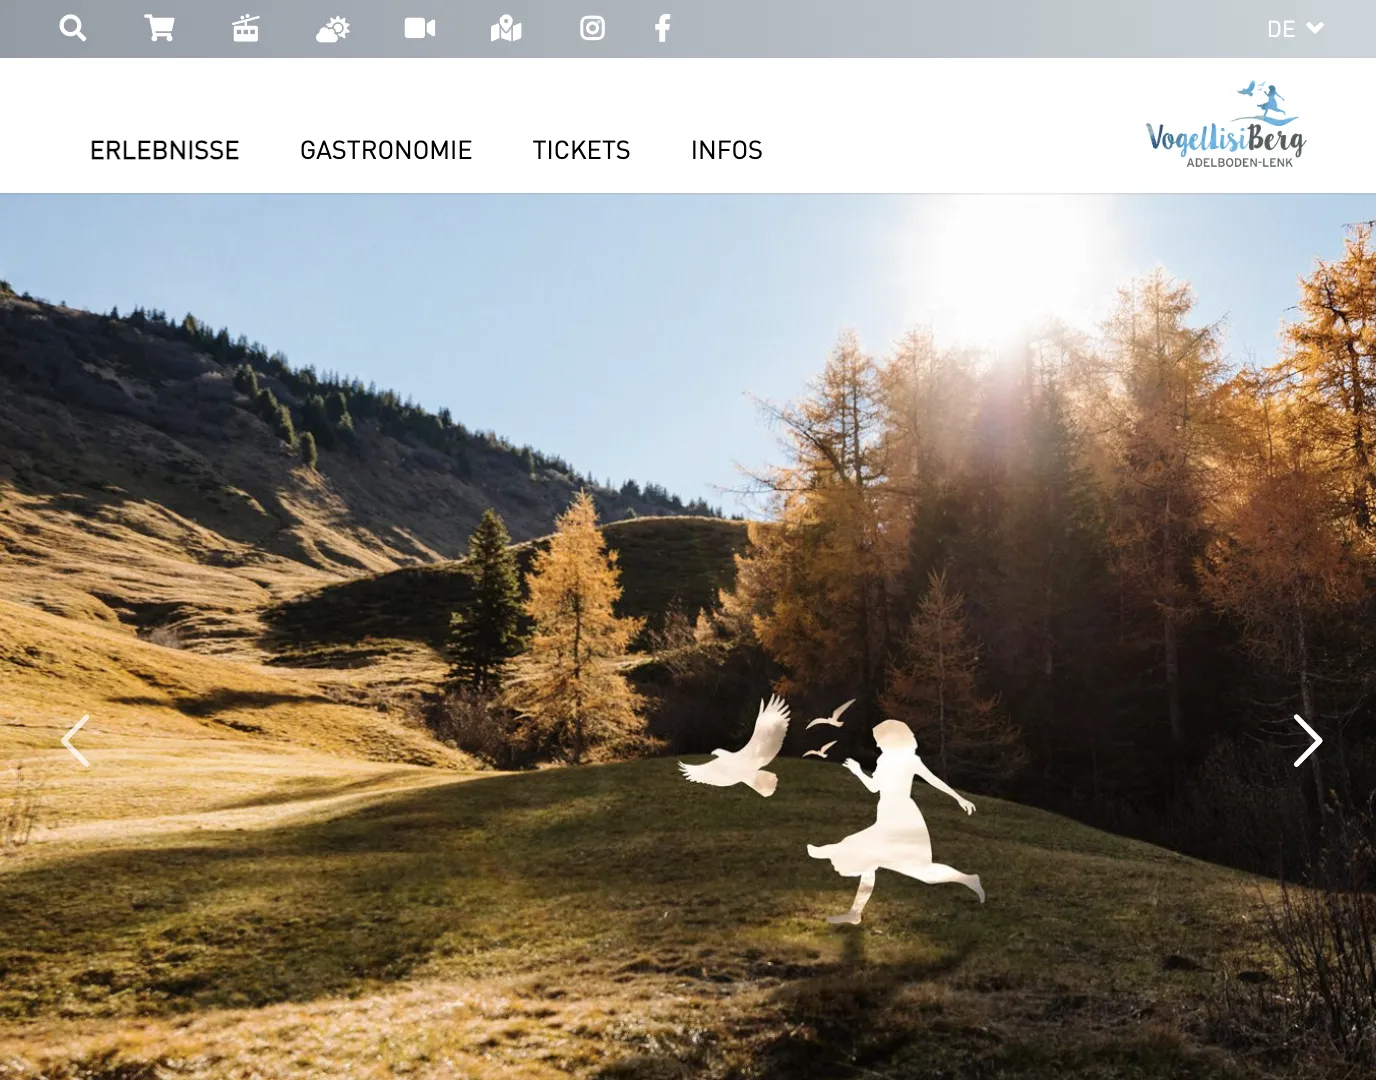 DE
ERLEBNISSE
GASTRONOMIE
TICKETS
INFOS
VogelLisiBerg
ADELBODEN-LENK